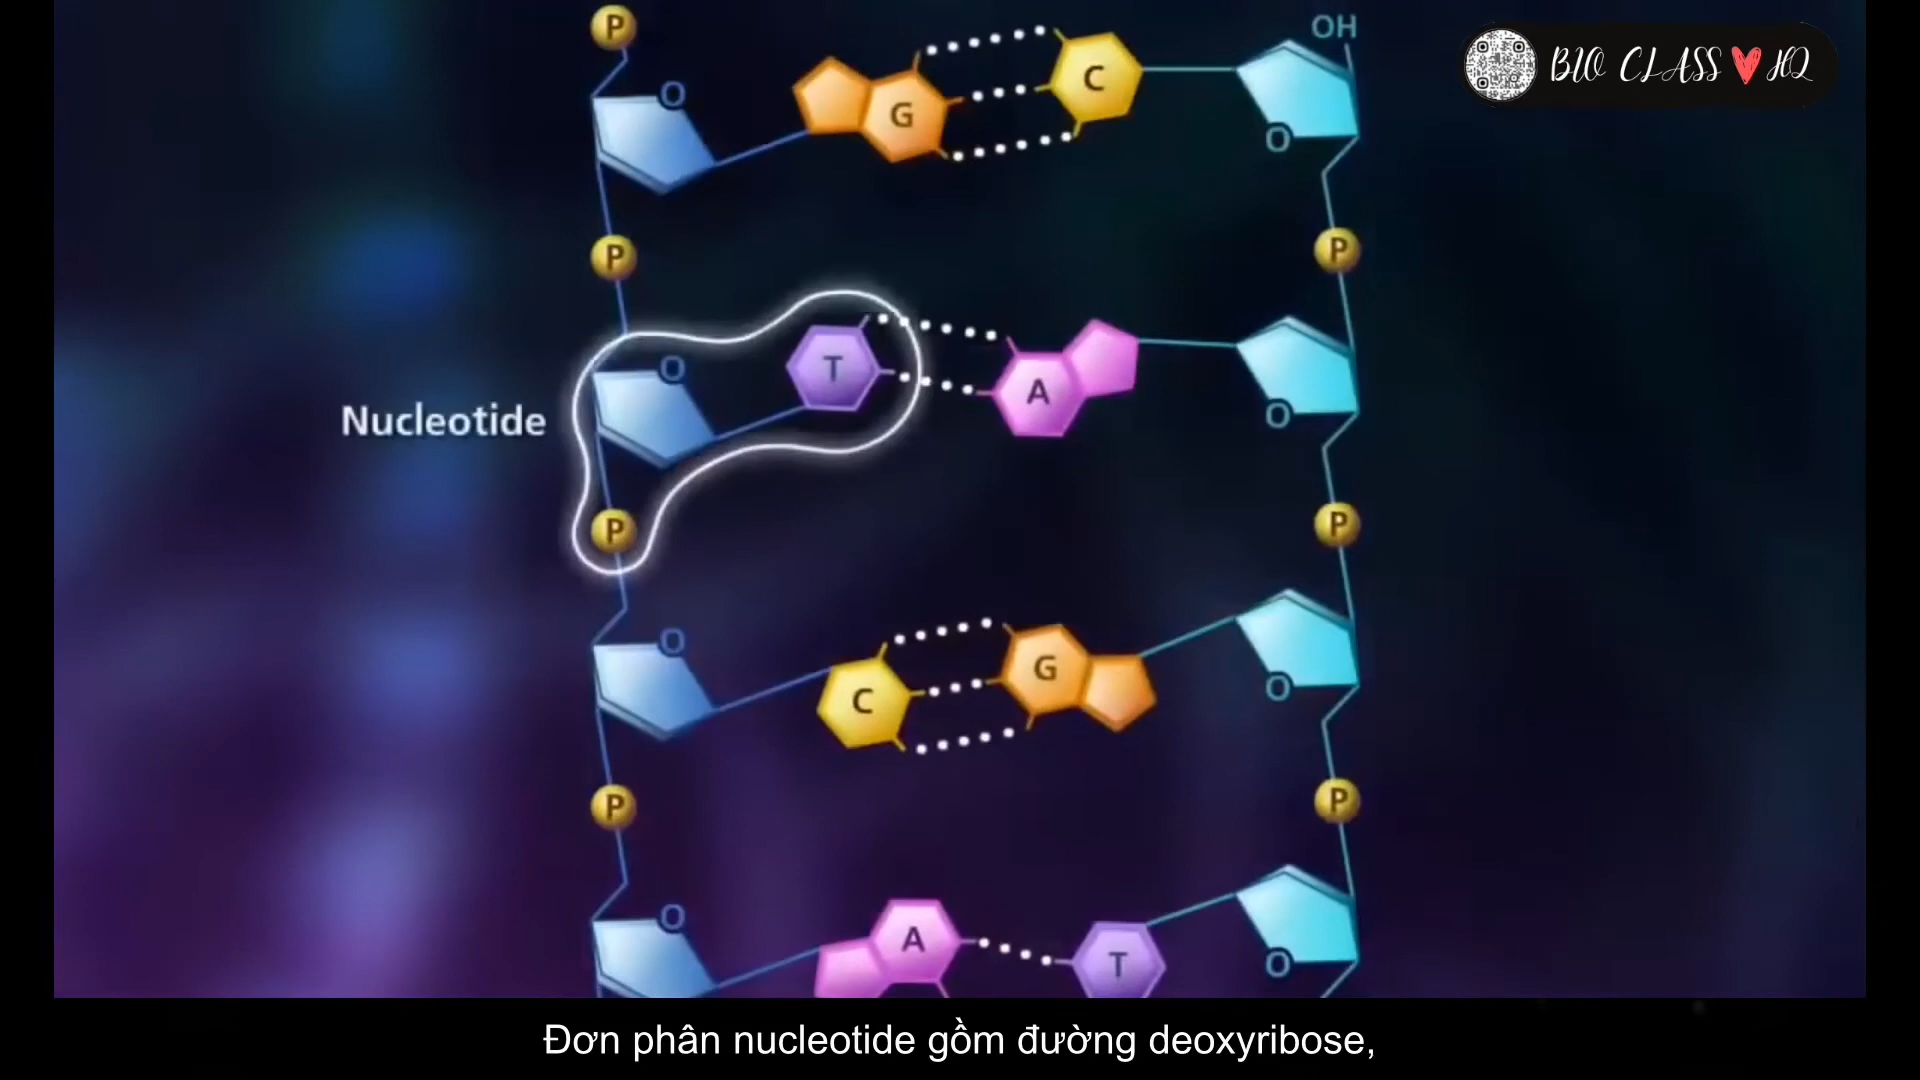 P
OH
BIO CLASS HQ
O
G
C
O
P
P
O
T
A
O
Nucleotide
P
P
O
C
G
O
P
P
O
A
T
O
Đơn phân nucleotide gồm đường deoxyribose,